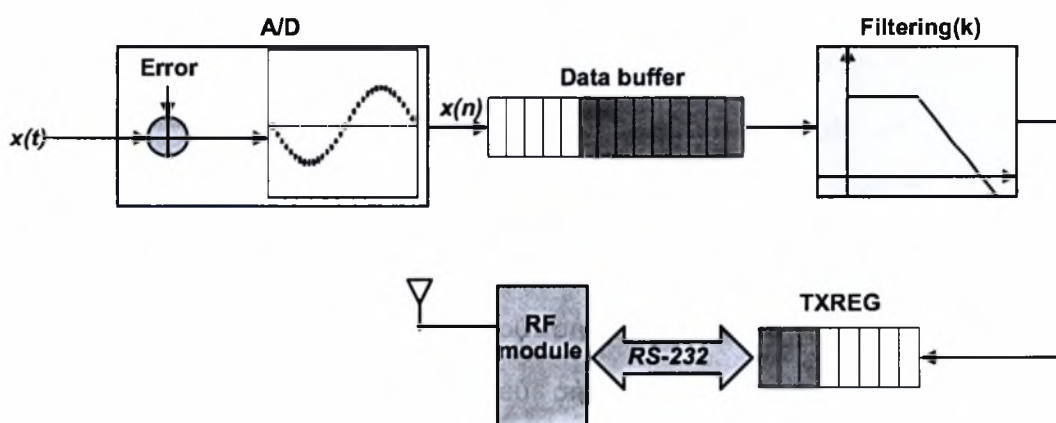 A/D
Filtering(k)
Error
Data buffer
x(t)
x(n)
TXREG
RF
module
RS-232